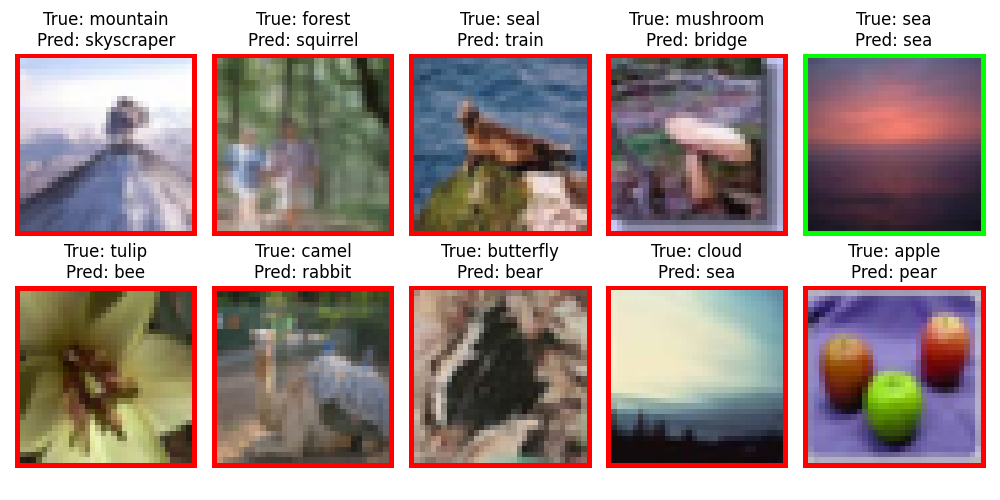 True: mountain
Pred: skyscraper
True: forest
Pred: squirrel
True: seal
Pred: train
True: mushroom
Pred: bridge
True: sea
Pred: sea
True: tulip
Pred: bee
True: camel
Pred: rabbit
True: butterfly
Pred: bear
True: cloud
Pred: sea
True: apple
Pred: pear